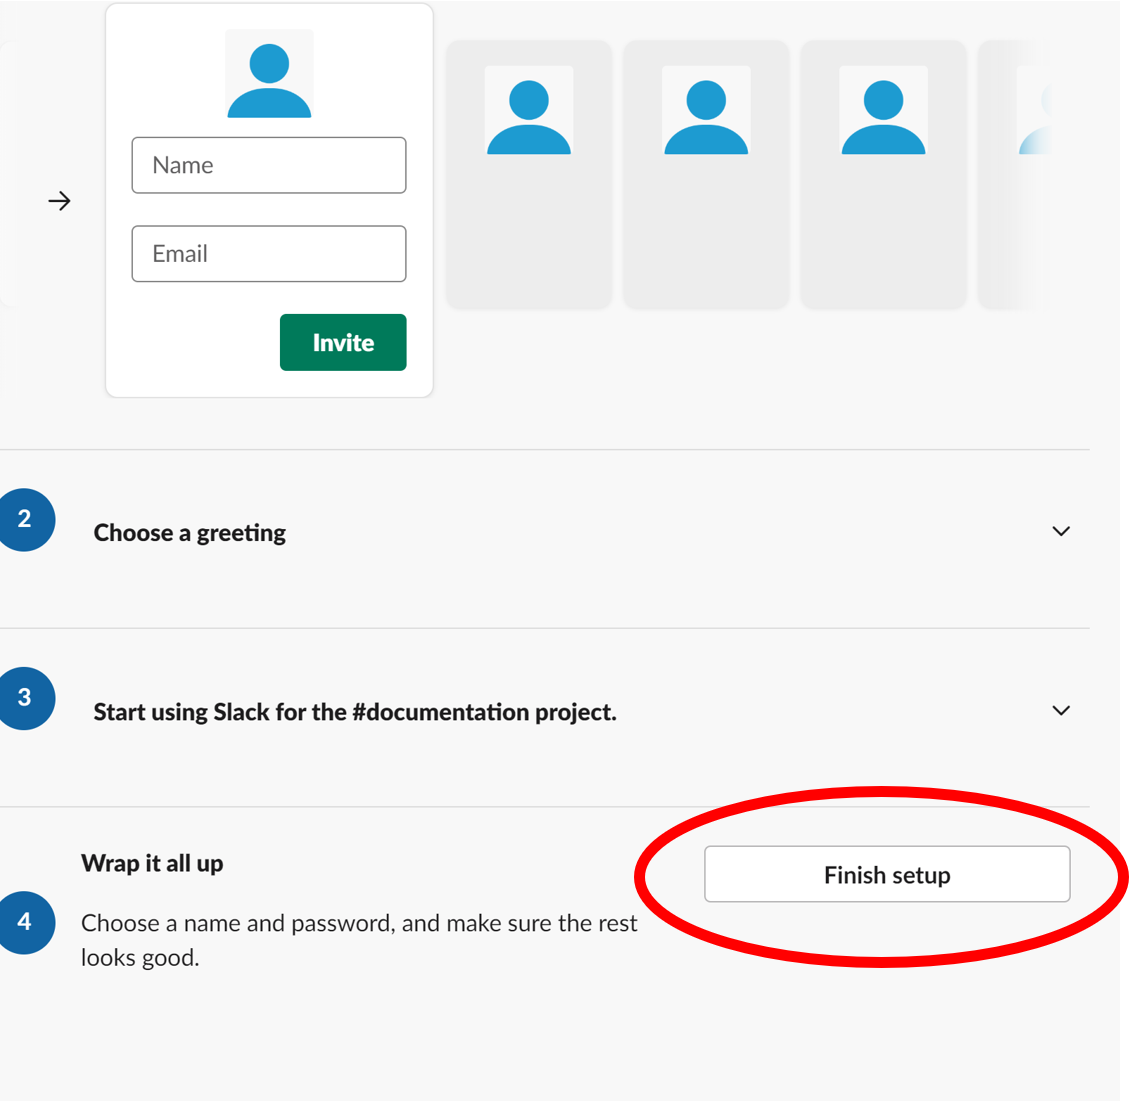 Name
Email
Invite
2
Choose a greeting
3
Start using Slack for the #documentation project.
Wrap it all up
Finish setup
4
Choose a name and password, and make sure the rest
looks good.